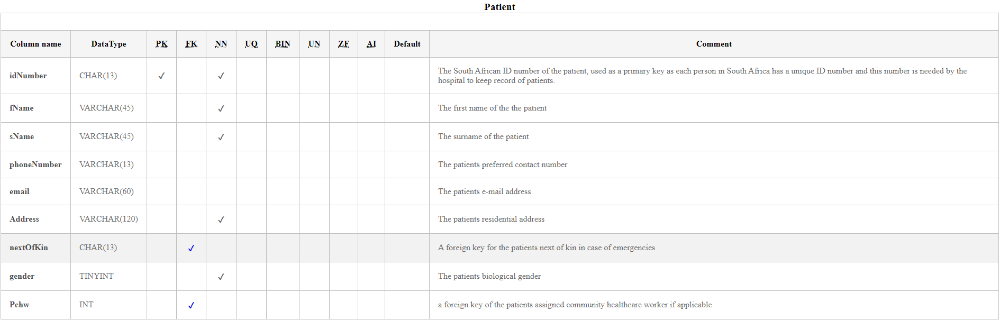 Patient
Column name DataType PK FK NN UQ BIN UN ZF AI Default Comment
idNumber CHAR(13) ✓ ✓ The South African ID number of the patient, used as a primary key as each person in South Africa has a unique ID number and this number is needed by the
hospital to keep record of patients.
fName VARCHAR(45) ✓ The first name of the the patient
sName VARCHAR(45) ✓ The surname of the patient
phoneNumber VARCHAR(13) The patients preferred contact number
email VARCHAR(60) The patients e-mail address
Address VARCHAR(120) ✓ The patients residential address
nextOfKin CHAR(13) ✓ A foreign key for the patients next of kin in case of emergencies
gender TINYINT ✓ The patients biological gender
Pchw INT ✓ a foreign key of the patients assigned community healthcare worker if applicable